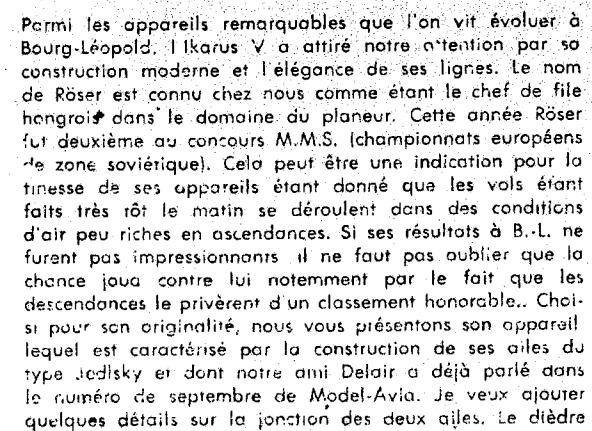 Parmi les appareils remarquables que l'on vit évoluer à
Bourg-Léopold, l'Ikarus V a attiré notre attention par sa
construction moderne et l'élégance de ses lignes. Le nom
de Röser est connu chez nous comme étant le chef de file
hongrois dans le domaine du planeur. Cette année Röser
fut deuxième au concours M.M.S. (championnats européens
de zone soviétique). Cela peut être une indication pour la
finesse de ses appareils étant donné que les vols étant
faits très tôt le matin se déroulent dans des conditions
d'air peu riches en ascendances. Si ses résultats à B.-L. ne
furent pas impressionnants il ne faut pas oublier que la
chance joua contre lui notamment par le fait que les
descendances le privèrent d'un classement honorable.. Choi-
si pour son originalité, nous vous présentons son appareil
lequel est caractérisé par la construction de ses ailes du
type Jedlsky et dont notre ami Delair a déjà parlé dans
le numéro de septembre de Model-Avia. Je veux ajouter
quelques détails sur la jonction des deux ailes. Le dièdre